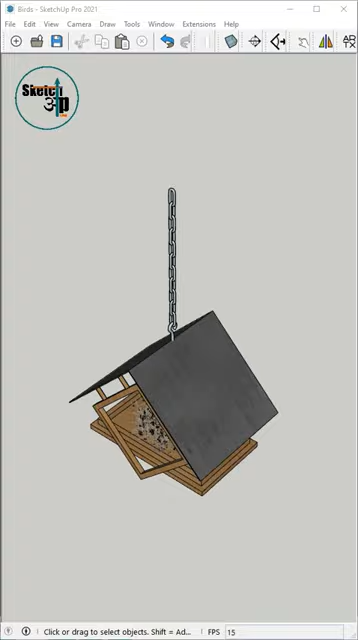 Birds - SketchUp Pro 2021
File Edit View Camera Draw Tools Window Extensions Help
Sketch
3 up
Click or drag to select objects. Shift = Ad... FPS 15